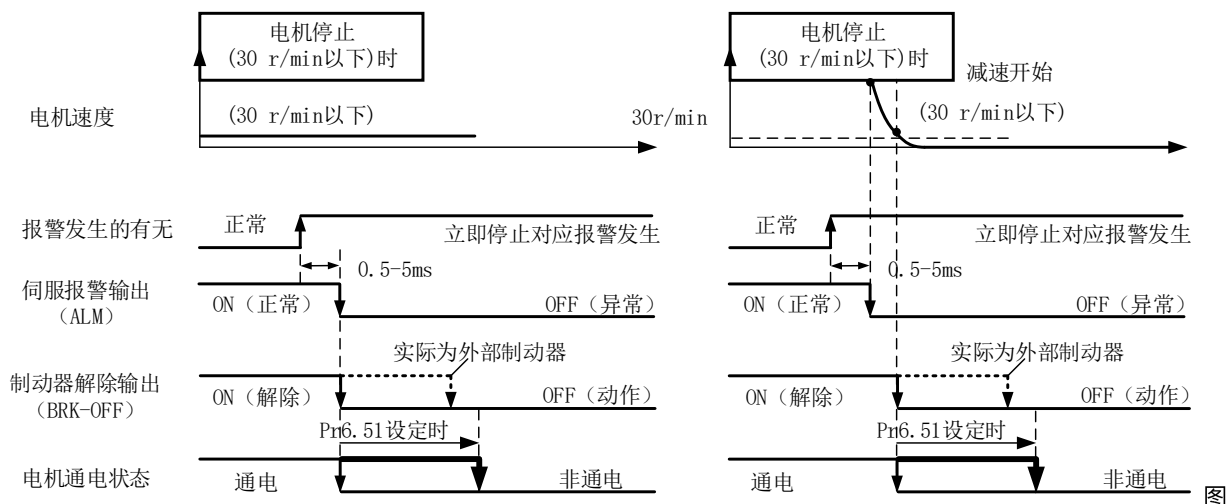 电机停止
(30 r/min以下)时
电机速度
(30 r/min以下)
报警发生的有无
正常
立即停止对应报警发生
0.5-5ms
伺服报警输出
（ALM）
ON（正常）
OFF（异常）
实际为外部制动器
制动器解除输出
（BRK-OFF）
ON（解除）
OFF（动作）
Pr6.51设定时
电机通电状态
通电
非通电
电机停止
(30 r/min以下)时
减速开始
30r/min
(30 r/min以下)
正常
立即停止对应报警发生
0.5-5ms
ON（正常）
OFF（异常）
实际为外部制动器
ON（解除）
OFF（动作）
Pr6.51设定时
通电
非通电
图